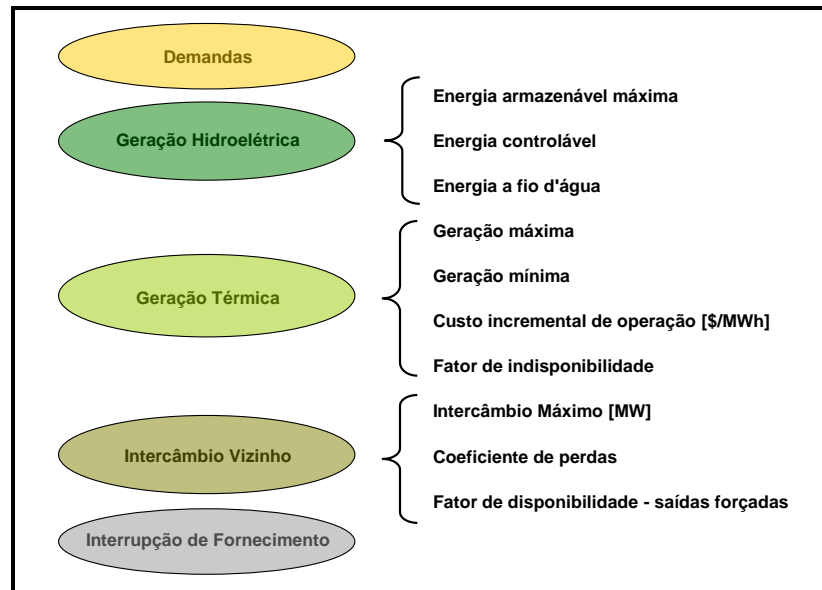 Demandas
Geração Hidroelétrica
Energia armazenável máxima
Energia controlável
Energia a fio d'água
Geração Térmica
Geração máxima
Geração mínima
Custo incremental de operação [$/MWh]
Fator de indisponibilidade
Intercâmbio Vizinho
Intercâmbio Máximo [MW]
Coeficiente de perdas
Fator de disponibilidade - saídas forçadas
Interrupção de Fornecimento